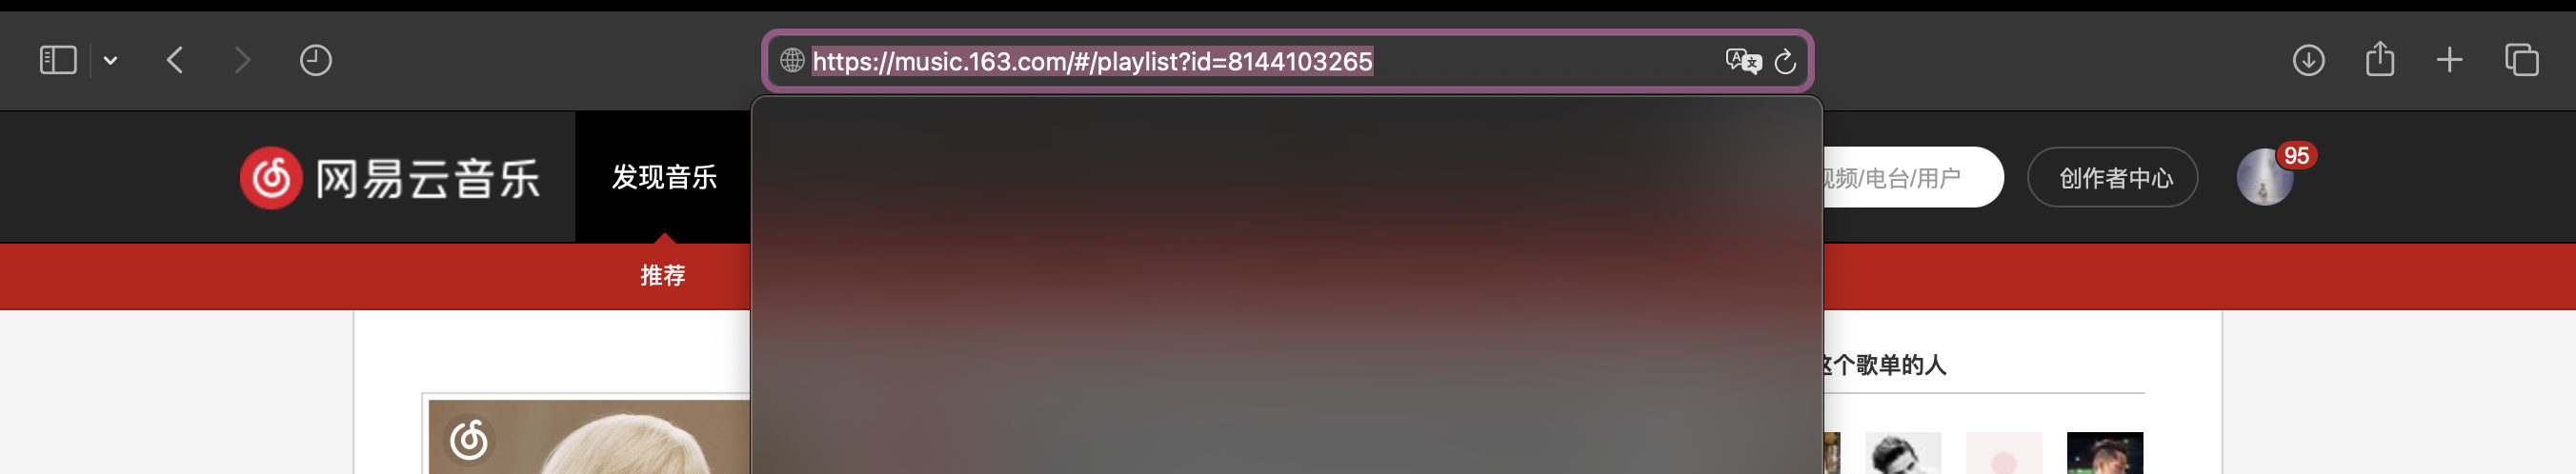 https://music.163.com/#/playlist?id=8144103265
网易云音乐
发现音乐
视频/电台/用户
创作者中心
95
推荐
这个歌单的人